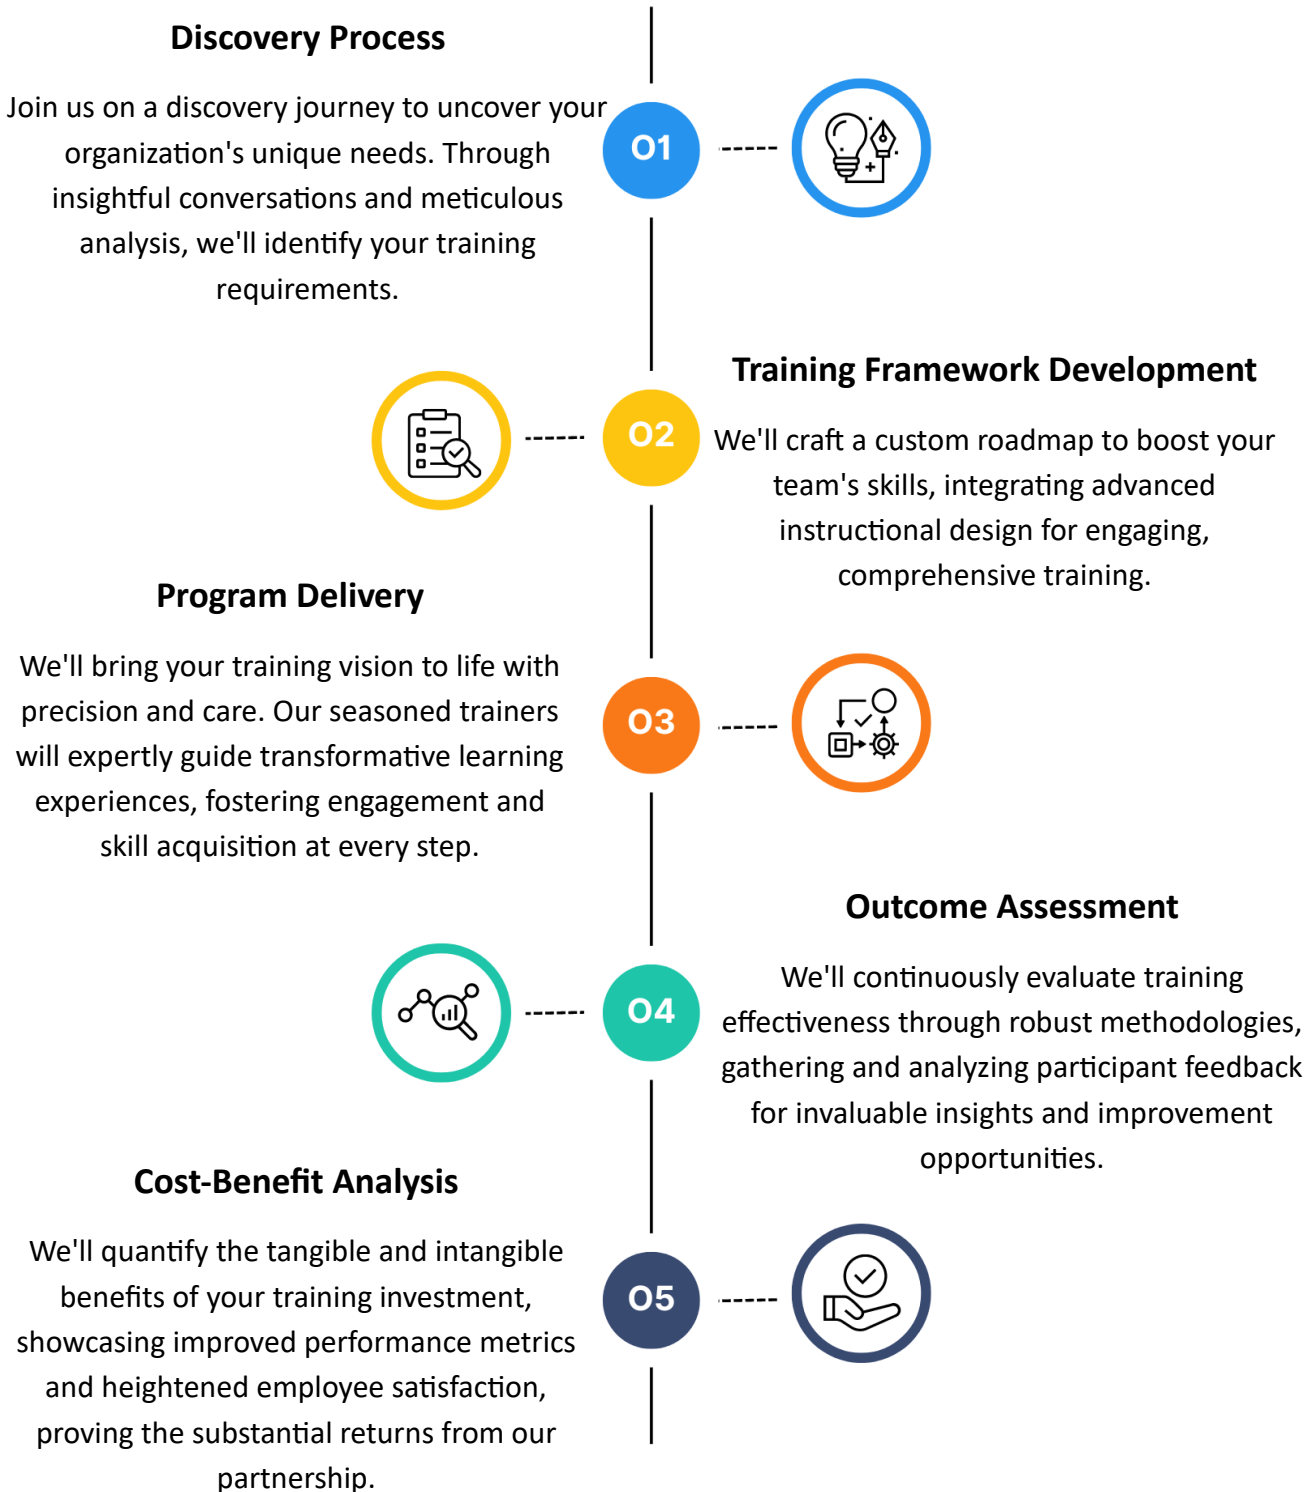 Discovery Process
Join us on a discovery journey to uncover your
organization's unique needs. Through
insightful conversations and meticulous
analysis, we'll identify your training
requirements.
01
Training Framework Development
02
We'll craft a custom roadmap to boost your
team's skills, integrating advanced
instructional design for engaging,
comprehensive training.
Program Delivery
We'll bring your training vision to life with
precision and care. Our seasoned trainers
will expertly guide transformative learning
experiences, fostering engagement and
skill acquisition at every step.
03
Outcome Assessment
04
We'll continuously evaluate training
effectiveness through robust methodologies,
gathering and analyzing participant feedback
for invaluable insights and improvement
opportunities.
Cost-Benefit Analysis
We'll quantify the tangible and intangible
benefits of your training investment,
showcasing improved performance metrics
and heightened employee satisfaction,
proving the substantial returns from our
partnership.
05